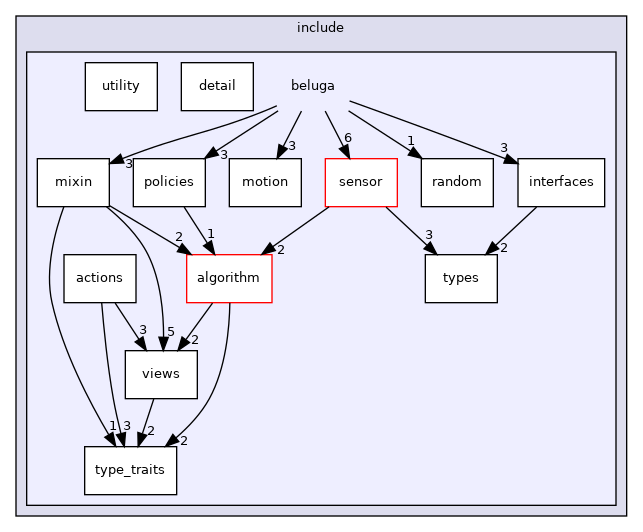 include
utility
detail
beluga
3
3
3
6
1
3
mixin
policies
motion
sensor
random
interfaces
2
1
2
3
2
actions
algorithm
types
3
5
2
views
1
3
2
2
type_traits